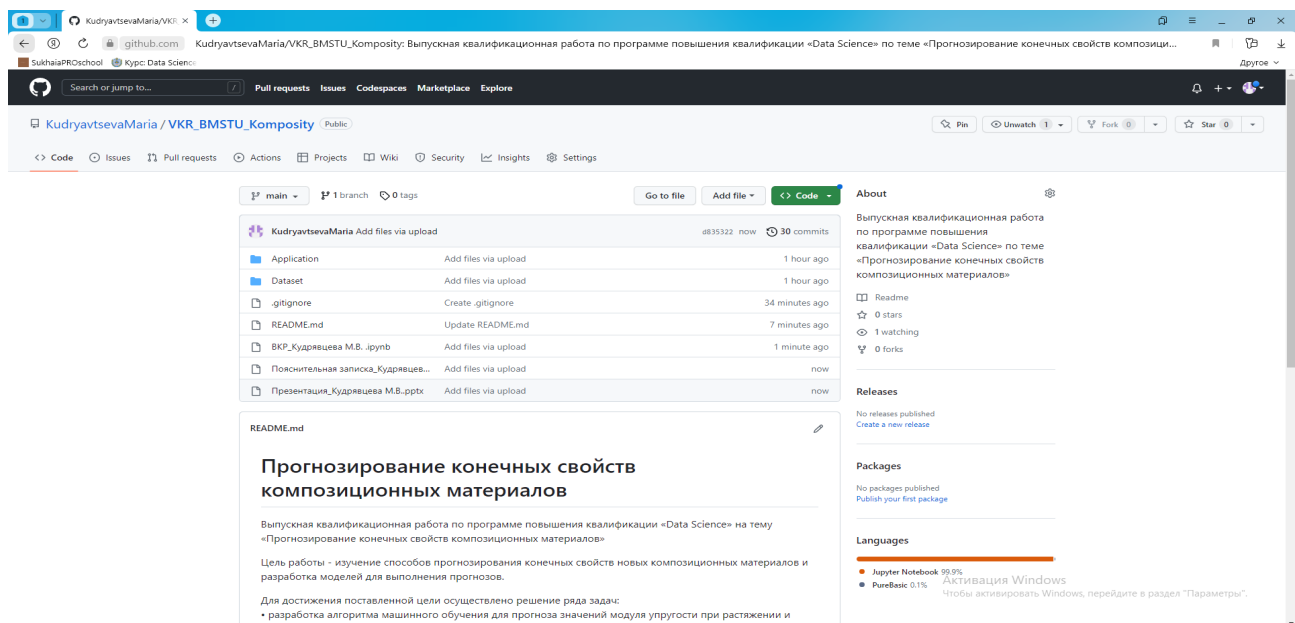 1
KudryavtsevaMaria/VKR
github.com KudryavtsevaMaria/VKR_BMSTU_Komposity: Выпускная квалификационная работа по программе повышения квалификации «Data Science» по теме «Прогнозирование конечных свойств композици...
SukhaiaPROschool Курс: Data Science Другое
Search or jump to... / Pull requests Issues Codespaces Marketplace Explore
KudryavtsevaMaria / VKR_BMSTU_Komposity Public
Pin Unwatch 1 Fork 0 Star 0
Code Issues Pull requests Actions Projects Wiki Security Insights Settings
main 1 branch 0 tags Go to file Add file Code
KudryavtsevaMaria Add files via upload d835322 now 30 commits
Application Add files via upload 1 hour ago
Dataset Add files via upload 1 hour ago
.gitignore Create .gitignore 34 minutes ago
README.md Update README.md 7 minutes ago
ВКР_Кудрявцева М.В. .ipynb Add files via upload 1 minute ago
Пояснительная записка_Кудрявцев... Add files via upload now
Презентация_Кудрявцева М.В..pptx Add files via upload now
README.md
Прогнозирование конечных свойств
композиционных материалов
Выпускная квалификационная работа по программе повышения квалификации «Data Science» на тему
«Прогнозирование конечных свойств композиционных материалов»
Цель работы - изучение способов прогнозирования конечных свойств новых композиционных материалов и
разработка моделей для выполнения прогнозов.
Для достижения поставленной цели осуществлено решение ряда задач:
• разработка алгоритма машинного обучения для прогноза значений модуля упругости при растяжении и
About
Выпускная квалификационная работа
по программе повышения
квалификации «Data Science» по теме
«Прогнозирование конечных свойств
композиционных материалов»
Readme
0 stars
1 watching
0 forks
Releases
No releases published
Create a new release
Packages
No packages published
Publish your first package
Languages
Jupyter Notebook 99.9%
PureBasic 0.1%
Активация Windows
Чтобы активировать Windows, перейдите в раздел "Параметры".